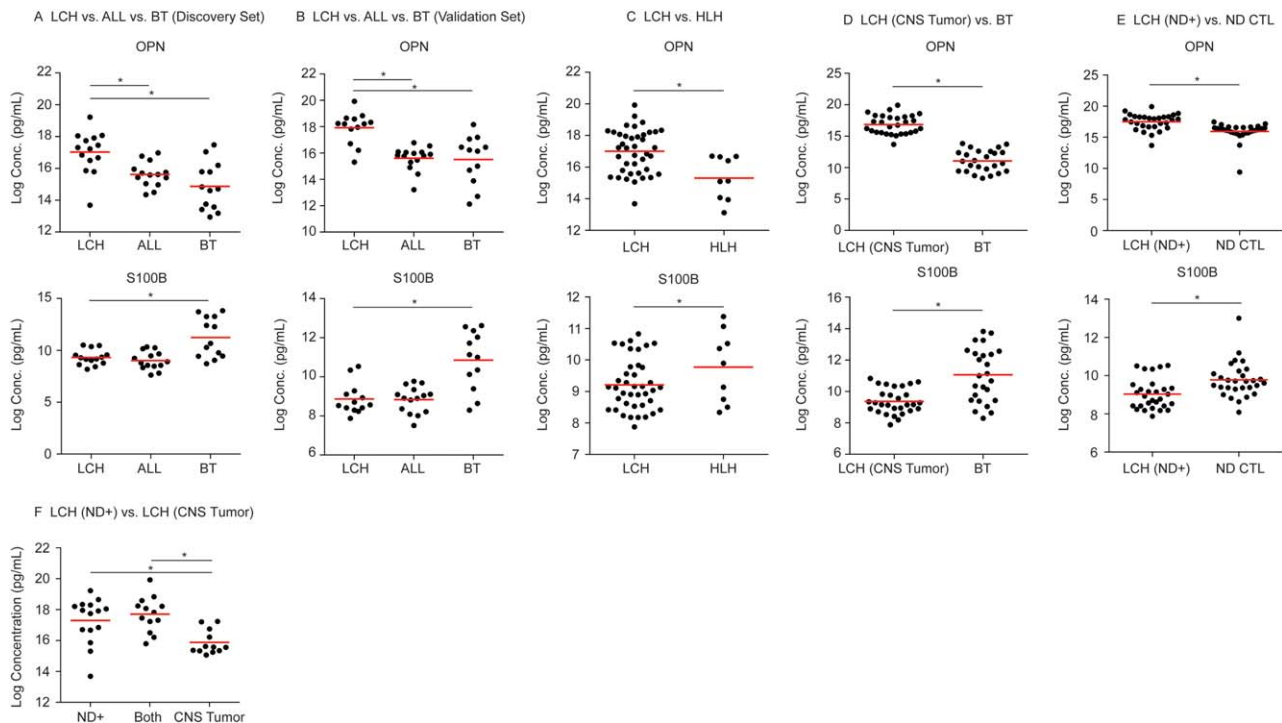 A LCH vs. ALL vs. BT (Discovery Set)
OPN
Log Conc. (pg/mL)
22
20
18
16
14
12
*
*
LCH ALL BT
S100B
Log Conc. (pg/mL)
15
10
5
0
*
LCH ALL BT
B LCH vs. ALL vs. BT (Validation Set)
OPN
Log Conc. (pg/mL)
22
20
18
16
14
12
10
*
*
LCH ALL BT
S100B
Log Conc. (pg/mL)
14
12
10
8
6
*
LCH ALL BT
C LCH vs. HLH
OPN
Log Conc. (pg/mL)
22
20
18
16
14
12
*
LCH HLH
S100B
Log Conc. (pg/mL)
12
11
10
9
8
7
*
LCH HLH
D LCH (CNS Tumor) vs. BT
OPN
Log Conc. (pg/mL)
25
20
15
10
5
0
*
LCH (CNS Tumor) BT
S100B
Log Conc. (pg/mL)
16
14
12
10
8
6
*
LCH (CNS Tumor) BT
E LCH (ND+) vs. ND CTL
OPN
Log Conc. (pg/mL)
25
20
15
10
5
0
*
LCH (ND+) ND CTL
S100B
Log Conc. (pg/mL)
14
12
10
8
6
*
LCH (ND+) ND CTL
F LCH (ND+) vs. LCH (CNS Tumor)
Log Concentration (pg/mL)
22
20
18
16
14
12
*
*
ND+ Both CNS Tumor